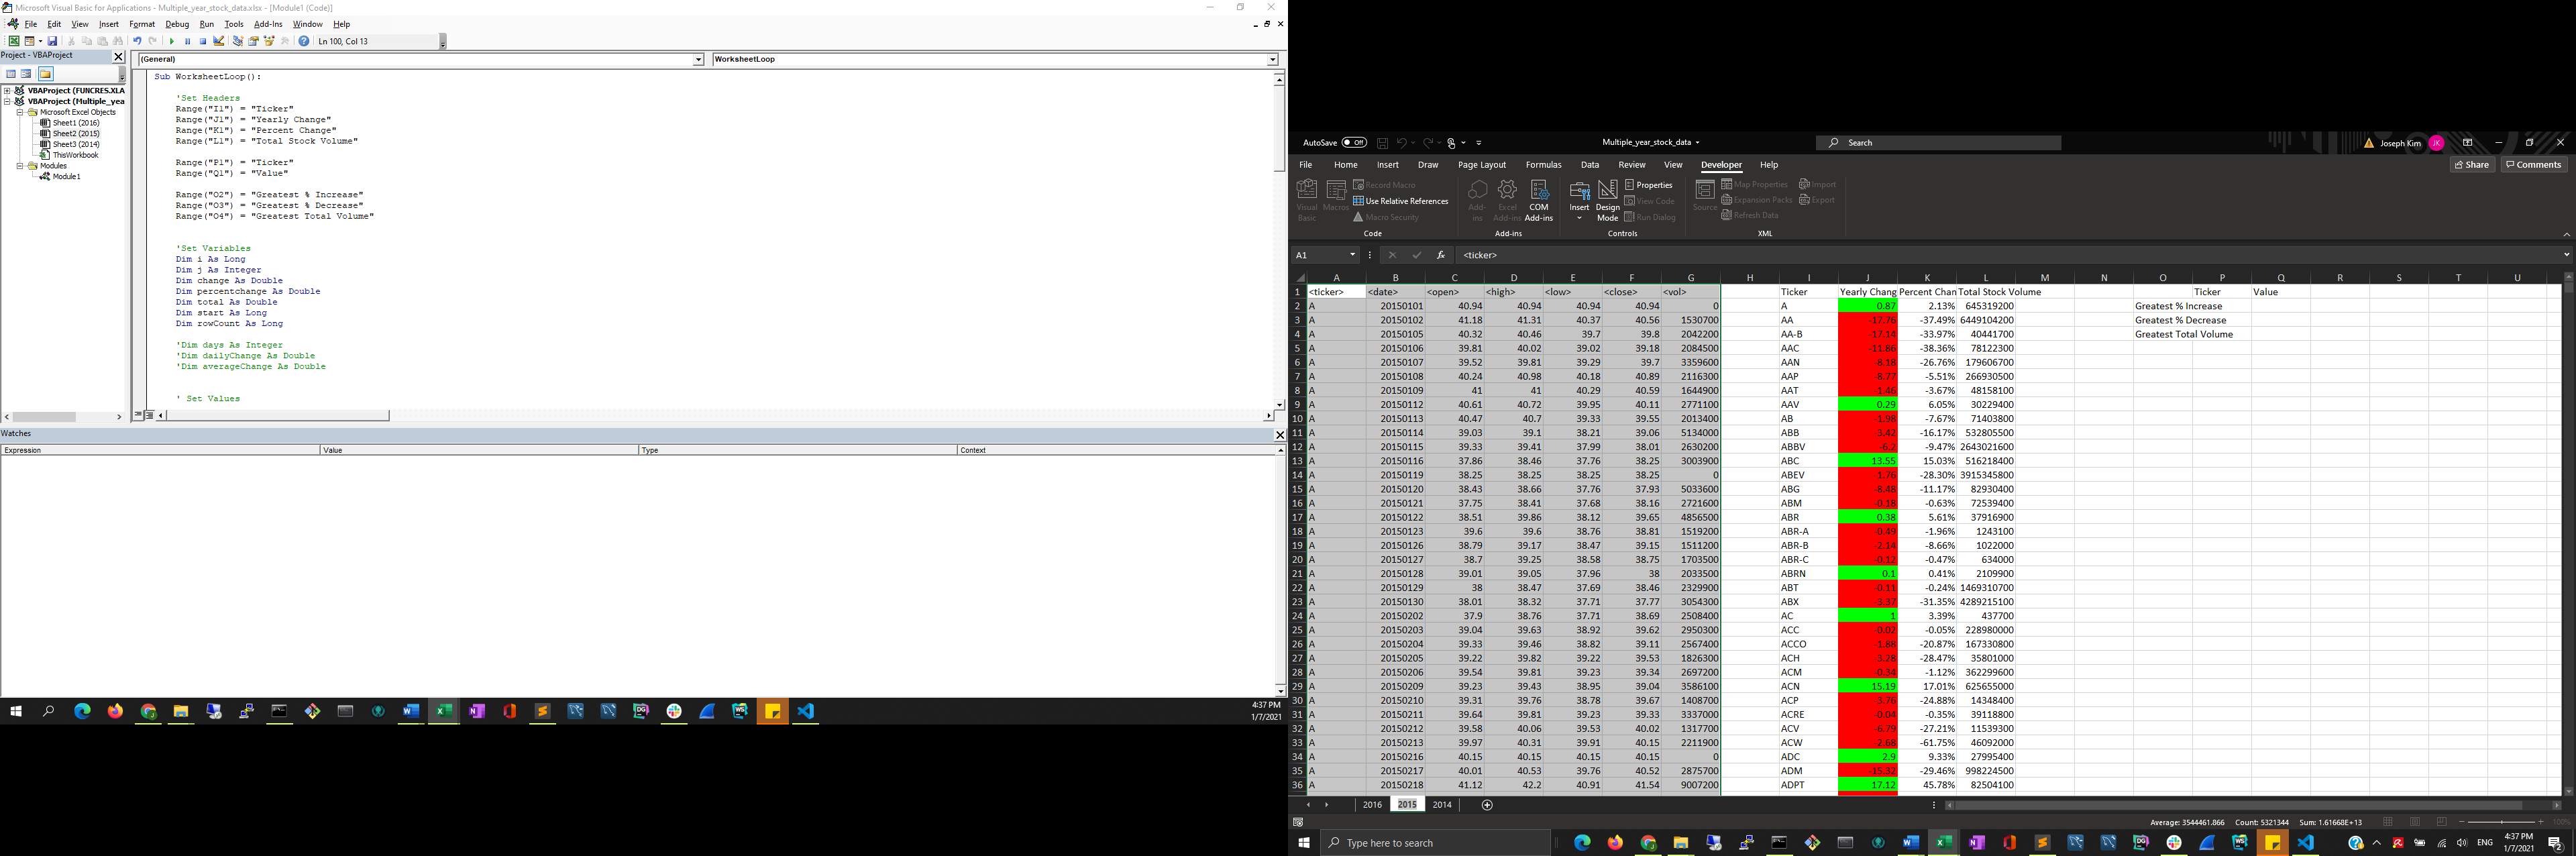 Microsoft Visual Basic for Applications - Multiple_year_stock_data.xlsx - [Module1 (Code)]
File Edit View Insert Format Debug Run Tools Add-Ins Window Help
Ln 100, Col 13
Project - VBAProject
(General) WorksheetLoop
VBAProject (FUNCRES.XLA
VBAProject (Multiple_yea
Microsoft Excel Objects
Sheet1 (2016)
Sheet2 (2015)
Sheet3 (2014)
ThisWorkbook
Modules
Module1
Sub WorksheetLoop():
'Set Headers
Range("I1") = "Ticker"
Range("J1") = "Yearly Change"
Range("K1") = "Percent Change"
Range("L1") = "Total Stock Volume"
Range("P1") = "Ticker"
Range("Q1") = "Value"
Range("O2") = "Greatest % Increase"
Range("O3") = "Greatest % Decrease"
Range("O4") = "Greatest Total Volume"
'Set Variables
Dim i As Long
Dim j As Integer
Dim change As Double
Dim percentchange As Double
Dim total As Double
Dim start As Long
Dim rowCount As Long
'Dim days As Integer
'Dim dailyChange As Double
'Dim averageChange As Double
' Set Values
Watches
Expression Value Type Context
4:37 PM
1/7/2021
AutoSave Off Multiple_year_stock_data Search Joseph Kim JK
File Home Insert Draw Page Layout Formulas Data Review View Developer Help Share Comments
Visual Basic Macros Record Macro Use Relative References Macro Security
Add-ins Excel Add-ins COM Add-ins
Insert Design Mode Properties View Code Run Dialog
Source Map Properties Expansion Packs Refresh Data Import Export
Code Add-ins Controls XML
A1 fx <ticker>
A B C D E F G H I J K L M N O P Q R S T U
1 <ticker> <date> <open> <high> <low> <close> <vol> Ticker Yearly Chang Percent Chan Total Stock Volume Ticker Value
2 A 20150101 40.94 40.94 40.94 40.94 0 A 0.87 2.13% 645319200 Greatest % Increase
3 A 20150102 41.18 41.31 40.37 40.56 1530700 AA -17.76 -37.49% 6449104200 Greatest % Decrease
4 A 20150105 40.32 40.46 39.7 39.8 2042200 AA-B -17.14 -33.97% 40441700 Greatest Total Volume
5 A 20150106 39.81 40.02 39.02 39.18 2084500 AAC -11.86 -38.36% 78122300
6 A 20150107 39.52 39.81 39.29 39.7 3359600 AAN -8.18 -26.76% 179606700
7 A 20150108 40.24 40.98 40.18 40.89 2116300 AAP -8.77 -5.51% 266930500
8 A 20150109 41 41 40.29 40.59 1644900 AAT -1.46 -3.67% 48158100
9 A 20150112 40.61 40.72 39.95 40.11 2771100 AAV 0.29 6.05% 30229400
10 A 20150113 40.47 40.7 39.33 39.55 2013400 AB -1.98 -7.67% 71403800
11 A 20150114 39.03 39.1 38.21 39.06 5134000 ABB -3.42 -16.17% 532805500
12 A 20150115 39.33 39.41 37.99 38.01 2630200 ABBV -6.2 -9.47% 2643021600
13 A 20150116 37.86 38.46 37.76 38.25 3003900 ABC 13.55 15.03% 516218400
14 A 20150119 38.25 38.25 38.25 38.25 0 ABEV -1.76 -28.30% 3915345800
15 A 20150120 38.43 38.66 37.76 37.93 5033600 ABG -8.48 -11.17% 82930400
16 A 20150121 37.75 38.41 37.68 38.16 2721600 ABM -0.18 -0.63% 72539400
17 A 20150122 38.51 39.86 38.12 39.65 4856500 ABR 0.38 5.61% 37916900
18 A 20150123 39.6 39.6 38.76 38.81 1519200 ABR-A -0.49 -1.96% 1243100
19 A 20150126 38.79 39.17 38.47 39.15 1511200 ABR-B -2.14 -8.66% 1022000
20 A 20150127 38.7 39.25 38.58 38.75 1703500 ABR-C -0.12 -0.47% 634000
21 A 20150128 39.01 39.05 37.96 38 2033500 ABRN 0.1 0.41% 2109900
22 A 20150129 38 38.47 37.69 38.46 2329900 ABT -0.11 -0.24% 1469310700
23 A 20150130 38.01 38.32 37.71 37.77 3054300 ABX -3.37 -31.35% 4289215100
24 A 20150202 37.9 38.76 37.71 38.69 2508400 AC 1 3.39% 437700
25 A 20150203 39.04 39.63 38.92 39.62 2950300 ACC -0.02 -0.05% 228980000
26 A 20150204 39.33 39.46 38.82 39.11 2567400 ACCO -1.88 -20.87% 167330800
27 A 20150205 39.22 39.82 39.22 39.53 1826300 ACH -3.28 -28.47% 35801000
28 A 20150206 39.54 39.81 39.23 39.34 2697200 ACM -0.34 -1.12% 362299600
29 A 20150209 39.23 39.43 38.95 39.04 3586100 ACN 15.19 17.01% 625655000
30 A 20150210 39.31 39.76 38.78 39.67 1408700 ACP -3.76 -24.88% 14348400
31 A 20150211 39.64 39.81 39.23 39.33 3337000 ACRE -0.04 -0.35% 39118800
32 A 20150212 39.58 40.06 39.53 40.02 1317700 ACV -6.79 -27.21% 11539300
33 A 20150213 39.97 40.31 39.91 40.15 2211900 ACW -2.68 -61.75% 46092000
34 A 20150216 40.15 40.15 40.15 40.15 0 ADC 2.9 9.33% 27995400
35 A 20150217 40.01 40.53 39.76 40.52 2875700 ADM -15.32 -29.46% 998224500
36 A 20150218 41.12 42.2 40.91 41.54 9007200 ADPT 17.12 45.78% 82504100
2016 2015 2014
Average: 3544461.866 Count: 5321344 Sum: 1.61668E+13 100%
Type here to search ENG 4:37 PM
1/7/2021